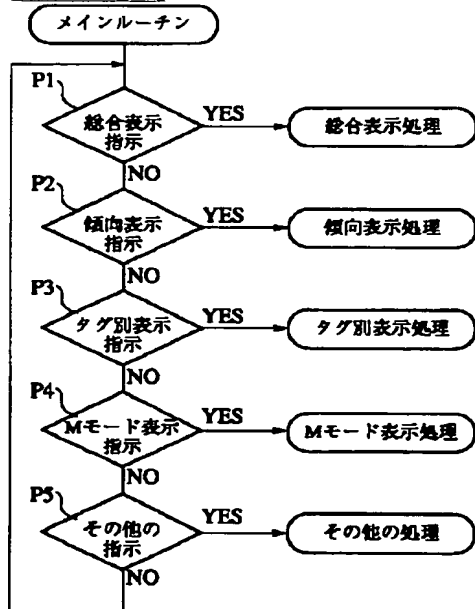 メインルーチン
P1
総合表示
指示
YES
総合表示処理
NO
P2
傾向表示
指示
YES
傾向表示処理
NO
P3
タグ別表示
指示
YES
タグ別表示処理
NO
P4
Mモード表示
指示
YES
Mモード表示処理
NO
P5
その他の
指示
YES
その他の処理
NO